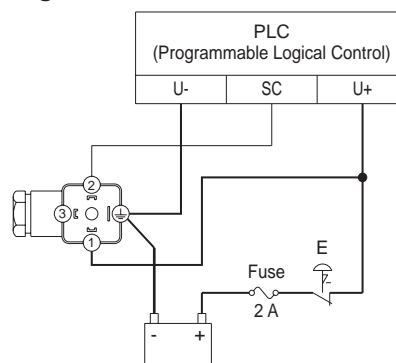 PLC
(Programmable Logical Control)
U- SC U+
2
3
1
E
Fuse
2 A
- +